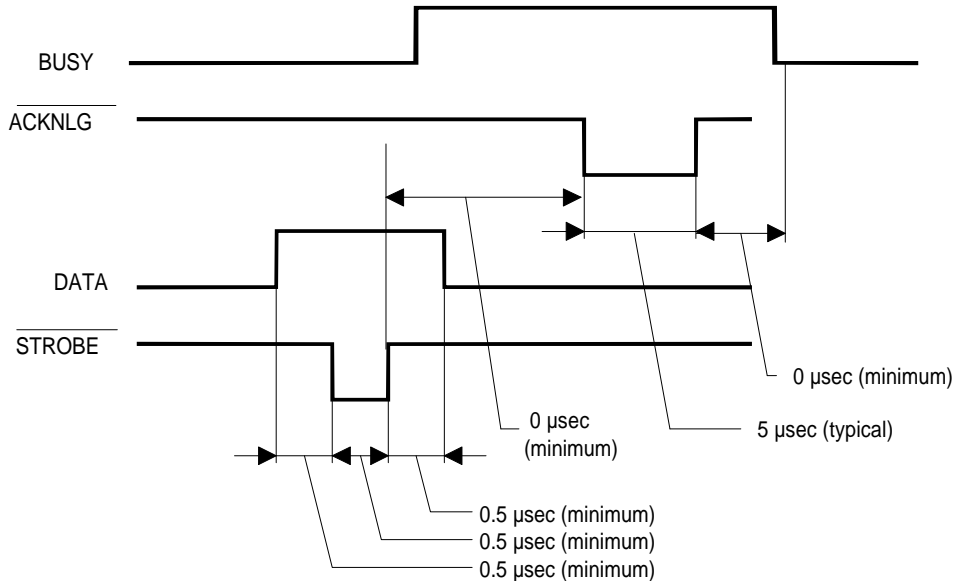 BUSY
ACKNLG
DATA
STROBE
0 µsec (minimum)
0 µsec
(minimum)
5 µsec (typical)
0.5 µsec (minimum)
0.5 µsec (minimum)
0.5 µsec (minimum)